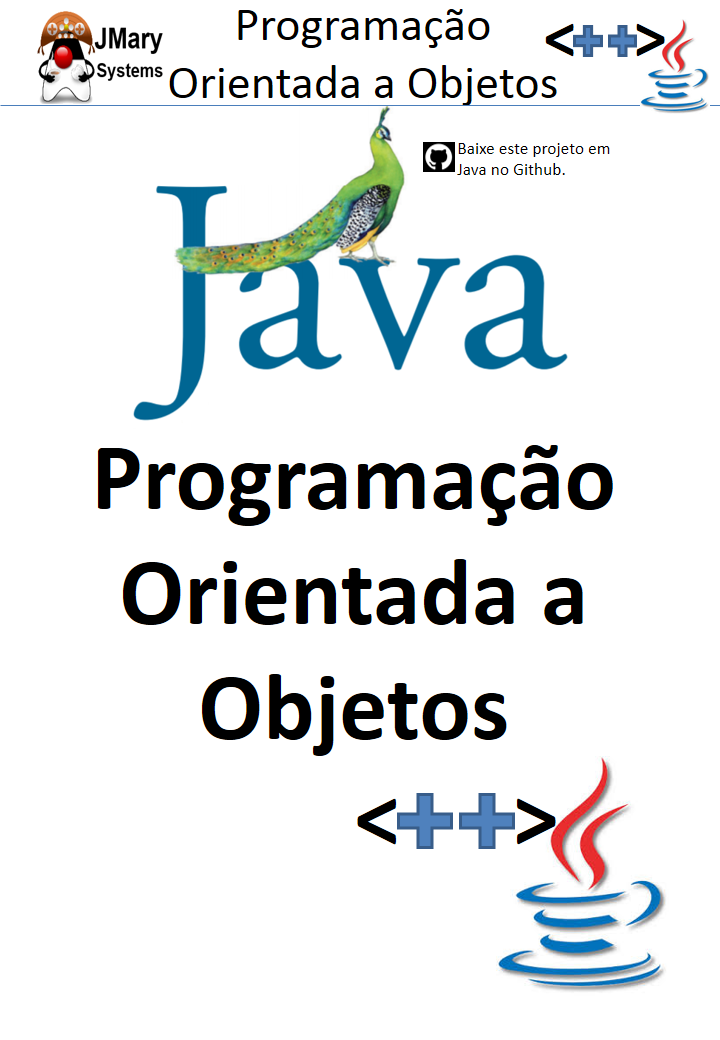 JMary
Systems
Programação
Orientada a Objetos
<++>
Baixe este projeto em
Java no Github.
Java
Programação
Orientada a
Objetos
<++>